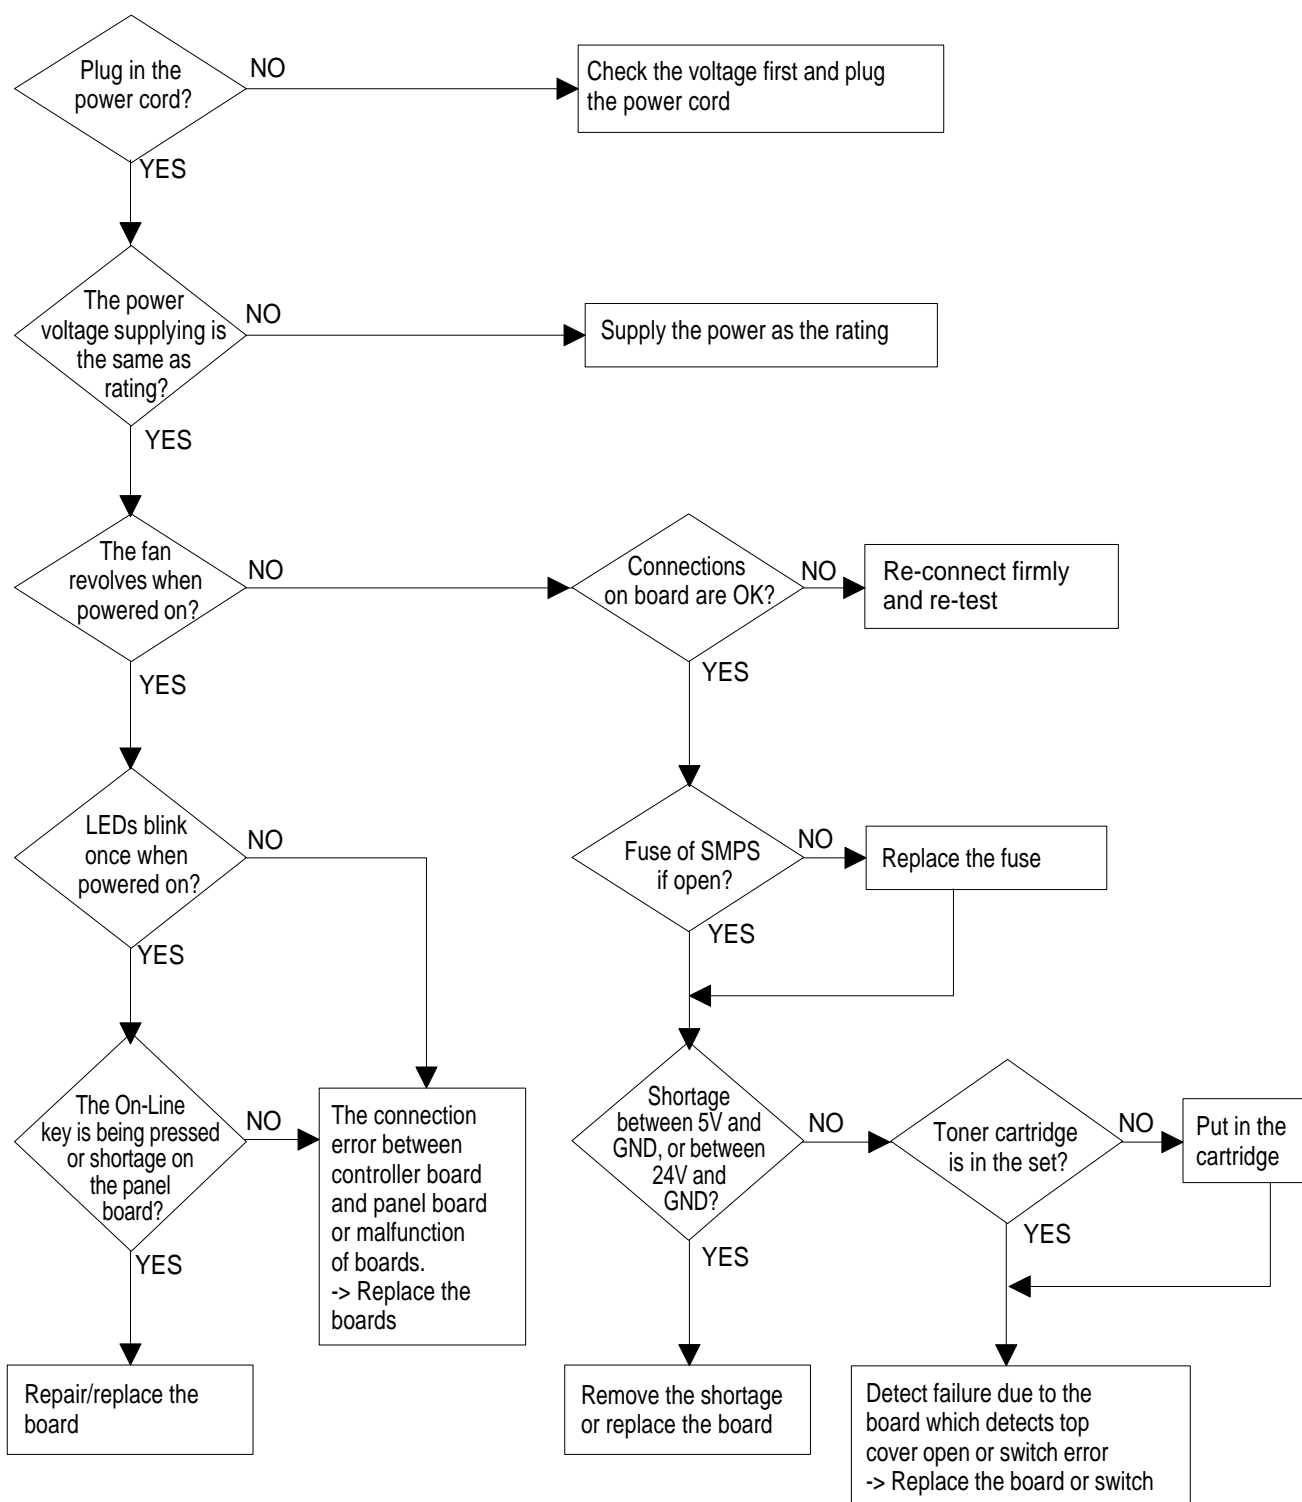 Plug in the
power cord?
NO
Check the voltage first and plug
the power cord
YES
The power
voltage supplying is
the same as
rating?
NO
Supply the power as the rating
YES
The fan
revolves when
powered on?
NO
Connections
on board are OK?
NO
Re-connect firmly
and re-test
YES
YES
LEDs blink
once when
powered on?
NO
Fuse of SMPS
if open?
NO
Replace the fuse
YES
YES
The On-Line
key is being pressed
or shortage on
the panel
board?
NO
The connection
error between
controller board
and panel board
or malfunction
of boards.
-> Replace the
boards
Shortage
between 5V and
GND, or between
24V and
GND?
NO
Toner cartridge
is in the set?
NO
Put in the
cartridge
YES
YES
YES
Repair/replace the
board
Remove the shortage
or replace the board
Detect failure due to the
board which detects top
cover open or switch error
-> Replace the board or switch